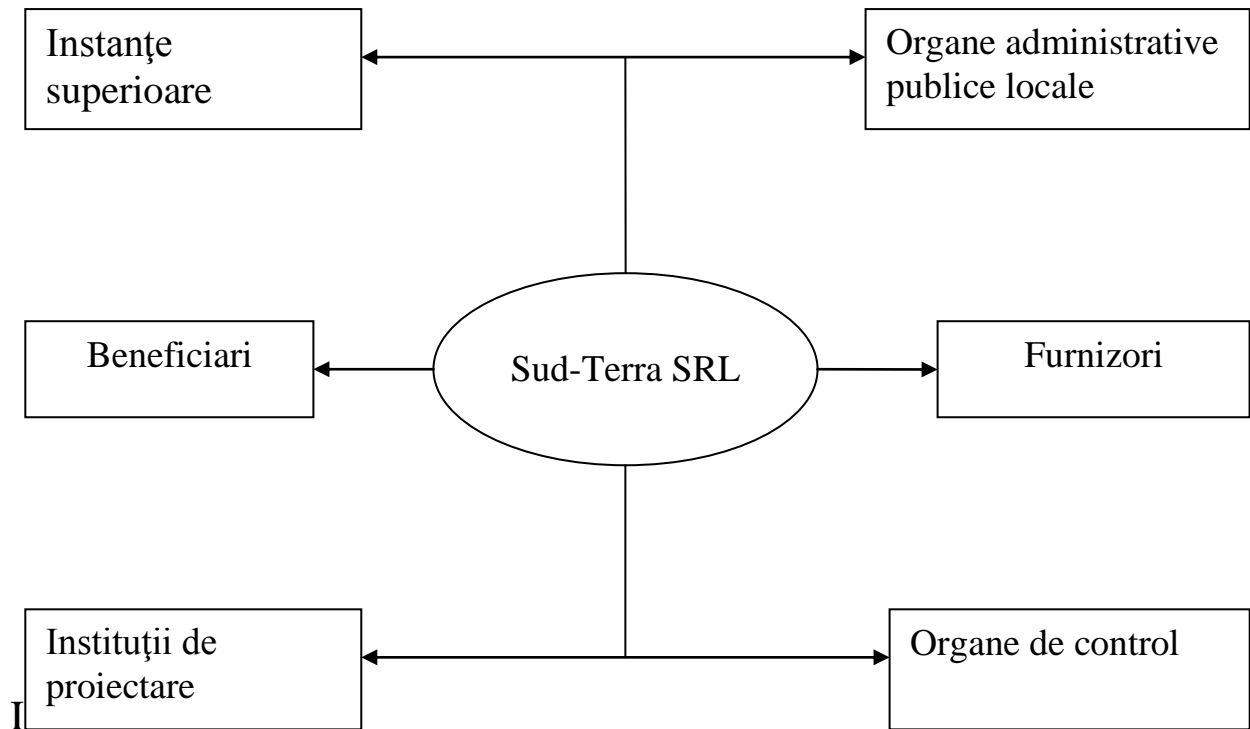 Instanţe
superioare
Organe administrative
publice locale
Beneficiari
Sud-Terra SRL
Furnizori
Instituţii de
proiectare
Organe de control
I